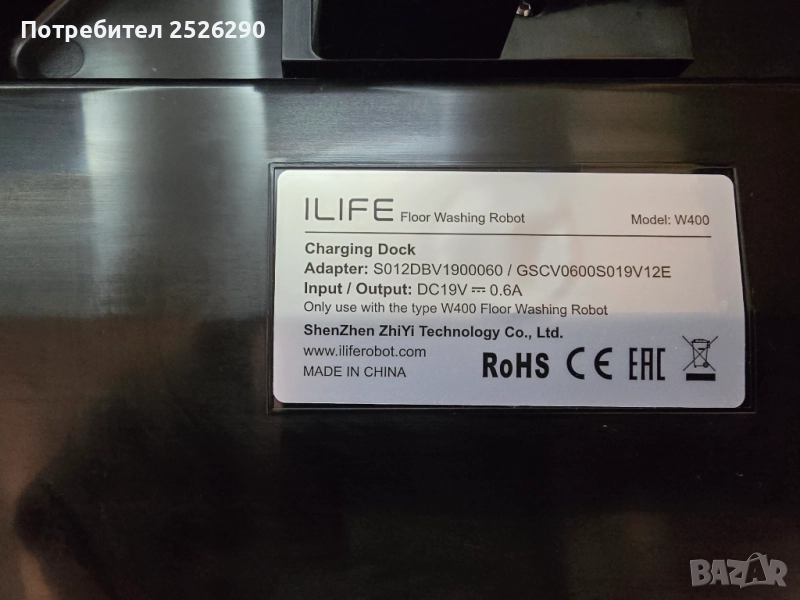 Потребител 2526290
ILIFE Floor Washing Robot Model: W400
Charging Dock
Adapter: S012DBV1900060 / GSCV0600S019V12E
Input / Output: DC19V ⎓ 0.6A
Only use with the type W400 Floor Washing Robot
ShenZhen ZhiYi Technology Co., Ltd.
www.iliferobot.com
MADE IN CHINA
RoHS CE EAC
BAZAR